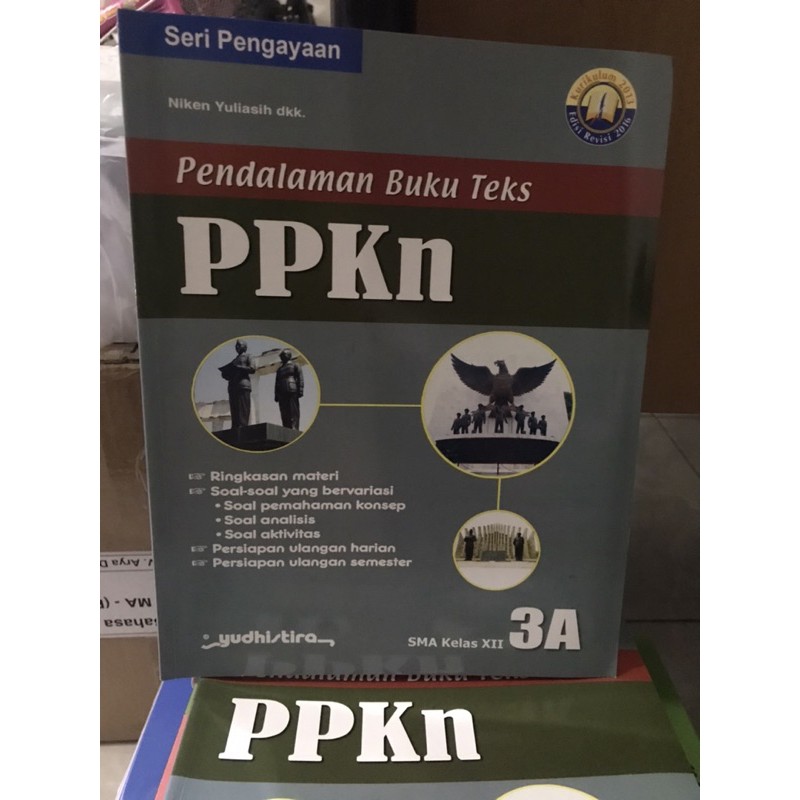 Seri Pengayaan
Niken Yuliasih dkk.
Kurikulum 2013
Edisi Revisi 2016
Pendalaman Buku Teks
PPKn
Ringkasan materi
Soal-soal yang bervariasi
• Soal pemahaman konsep
• Soal analisis
• Soal aktivitas
Persiapan ulangan harian
Persiapan ulangan semester
yudhistira
SMA Kelas XII 3A
Buku Teks
PPKn